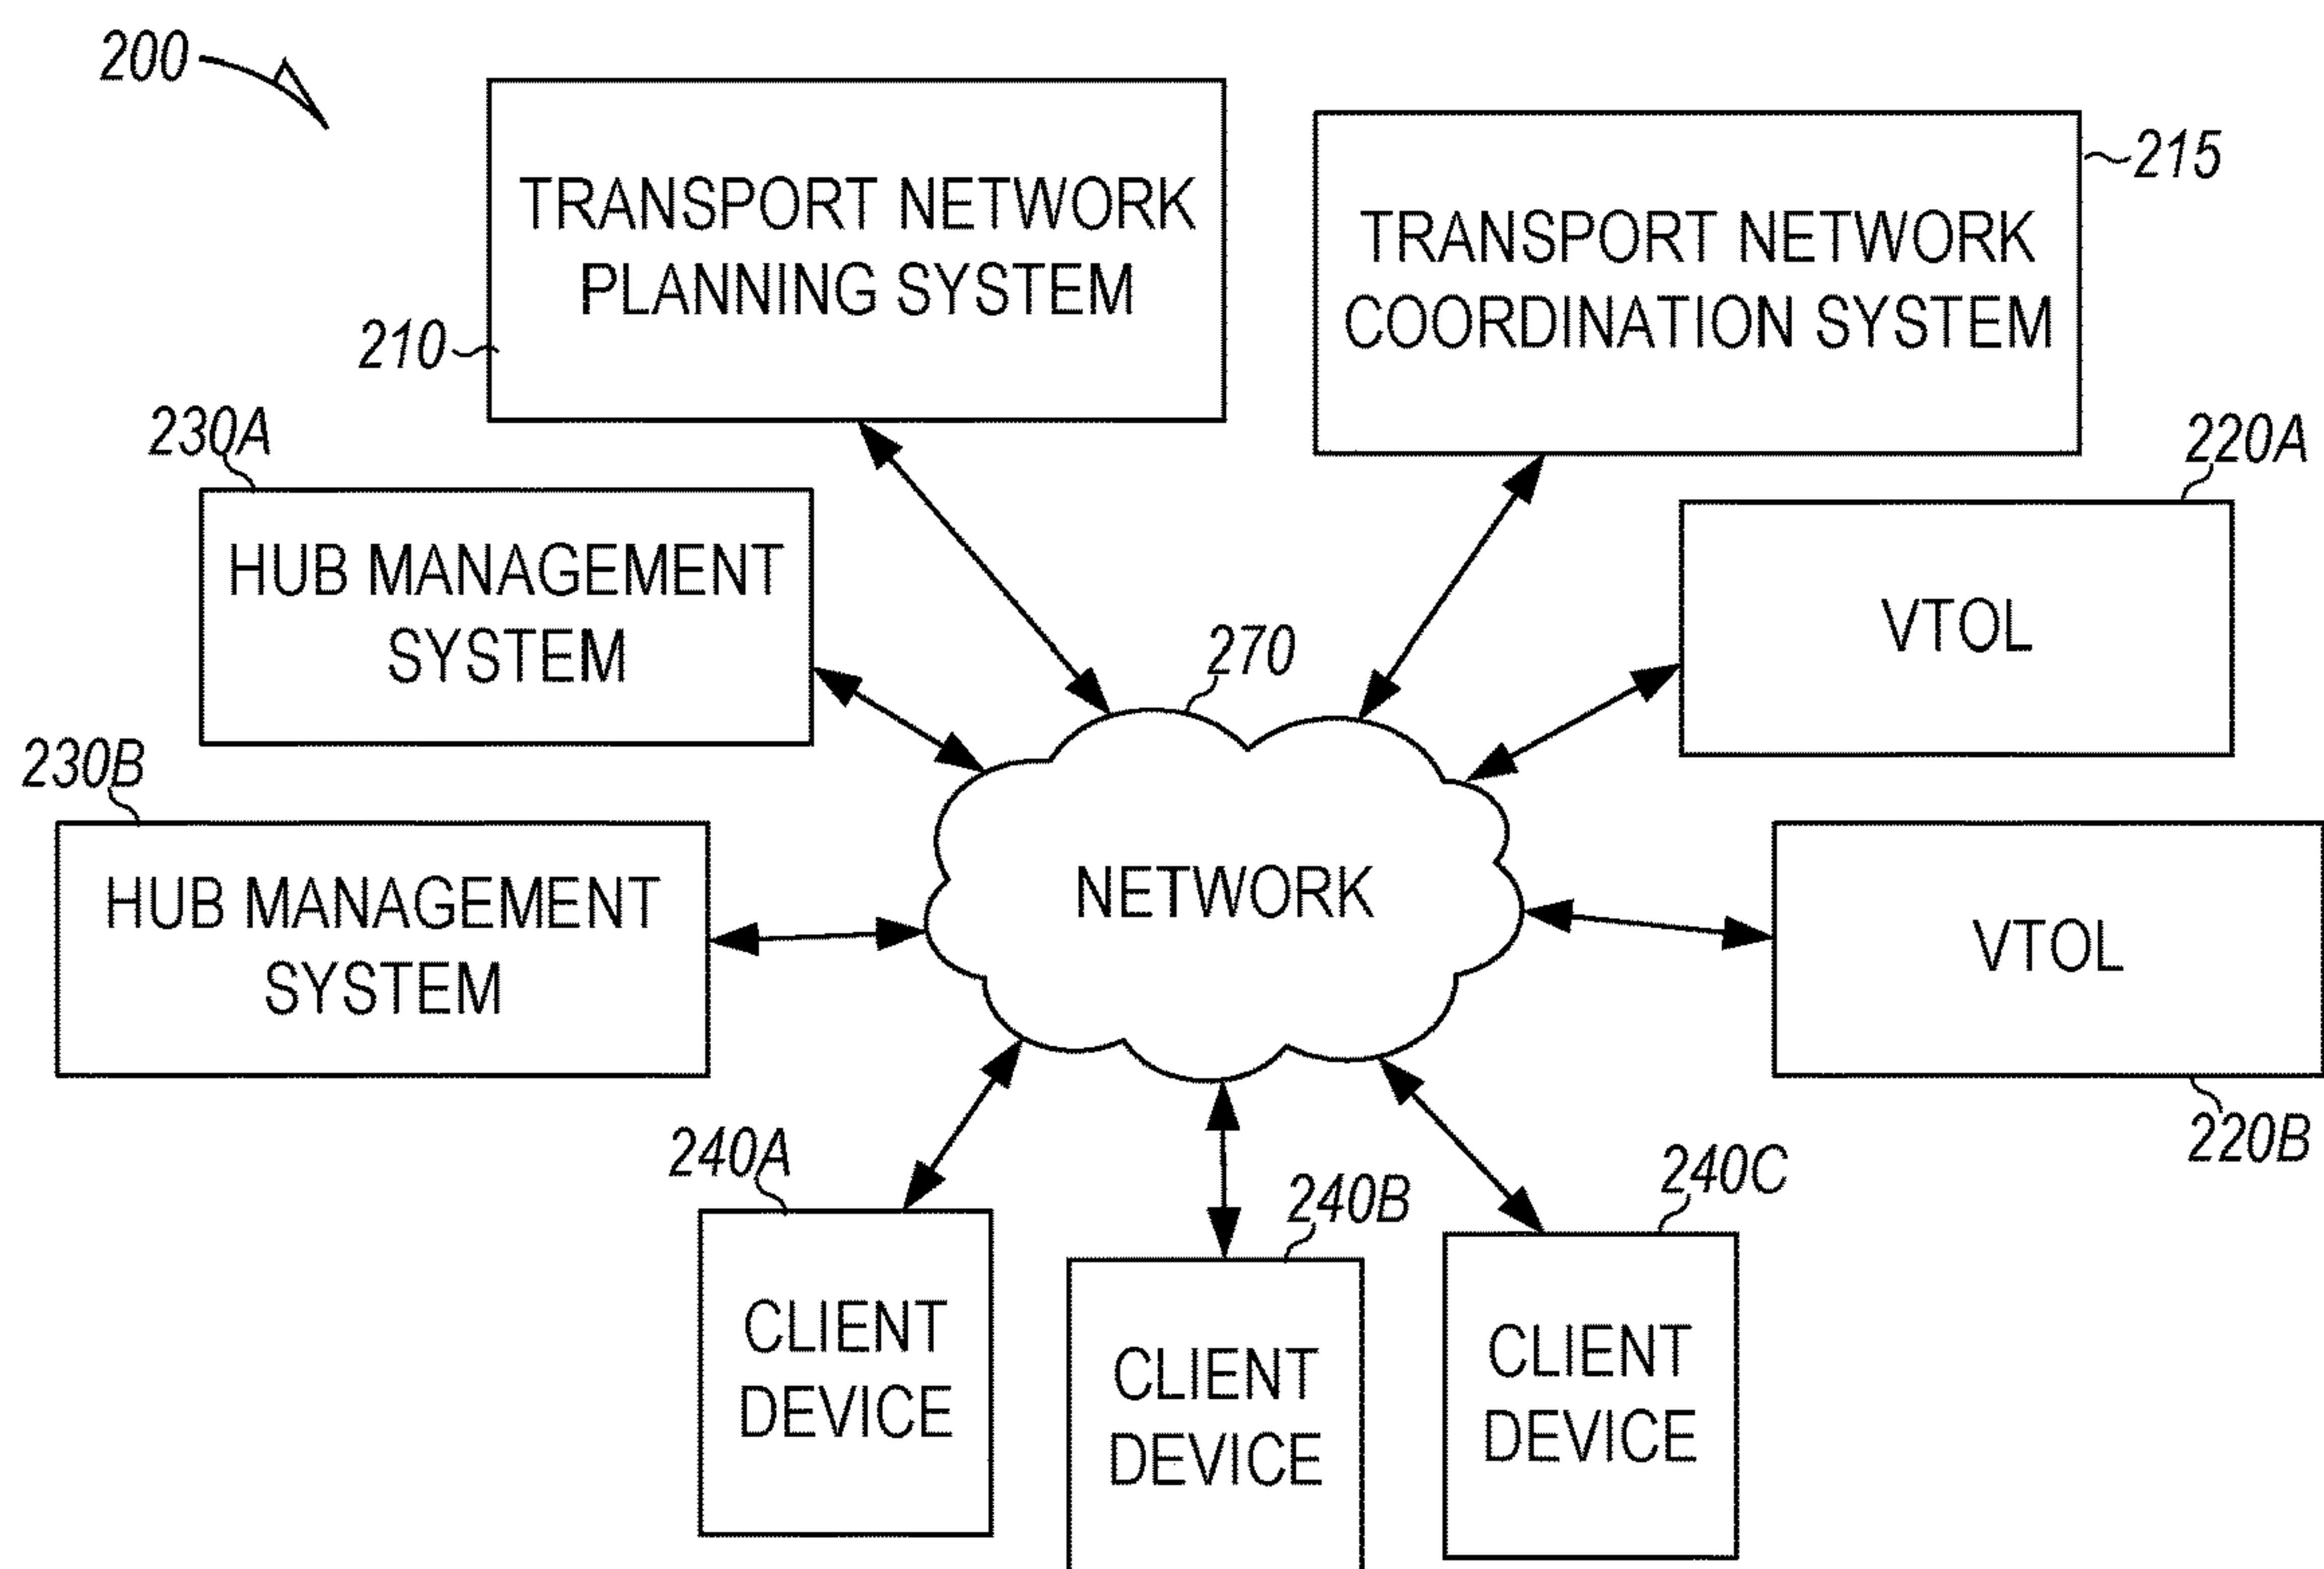 200
TRANSPORT NETWORK
PLANNING SYSTEM
210
TRANSPORT NETWORK
COORDINATION SYSTEM
215
230A
HUB MANAGEMENT
SYSTEM
220A
VTOL
270
230B
HUB MANAGEMENT
SYSTEM
NETWORK
VTOL
220B
240A
CLIENT
DEVICE
240B
CLIENT
DEVICE
240C
CLIENT
DEVICE